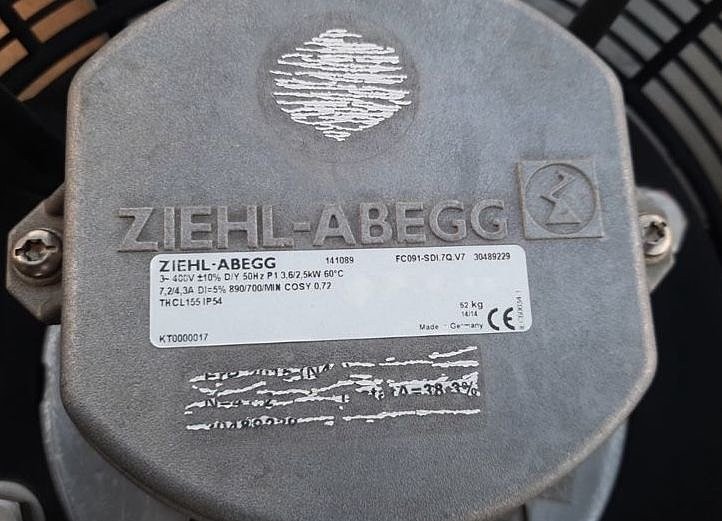 ZIEHL-ABEGG
ZIEHL-ABEGG 141089 FC091-SDI.7Q.V7 30489229
3~ 400V ±10% D/Y 50Hz P1 3,6/2,5kW 60°C
7,2/4,3A DI=5% 890/700/MIN COSY 0,72
THCL155 IP54
52 kg
14/14
KT0000017
Made Germany CE
=38,3%